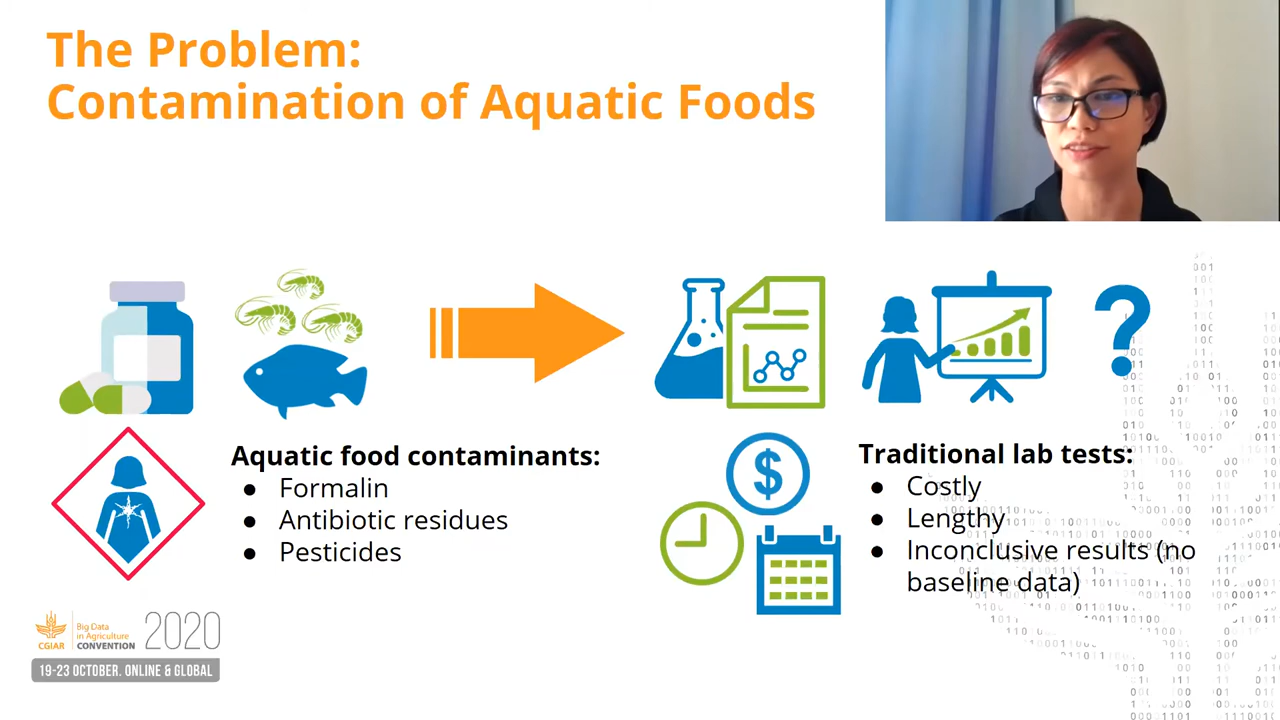 The Problem:
Contamination of Aquatic Foods
Aquatic food contaminants:
● Formalin
● Antibiotic residues
● Pesticides
$
?
Traditional lab tests:
● Costly
● Lengthy
● Inconclusive results (no
baseline data)
CGIAR
Big Data
in Agriculture
CONVENTION
2020
19-23 OCTOBER. ONLINE & GLOBAL